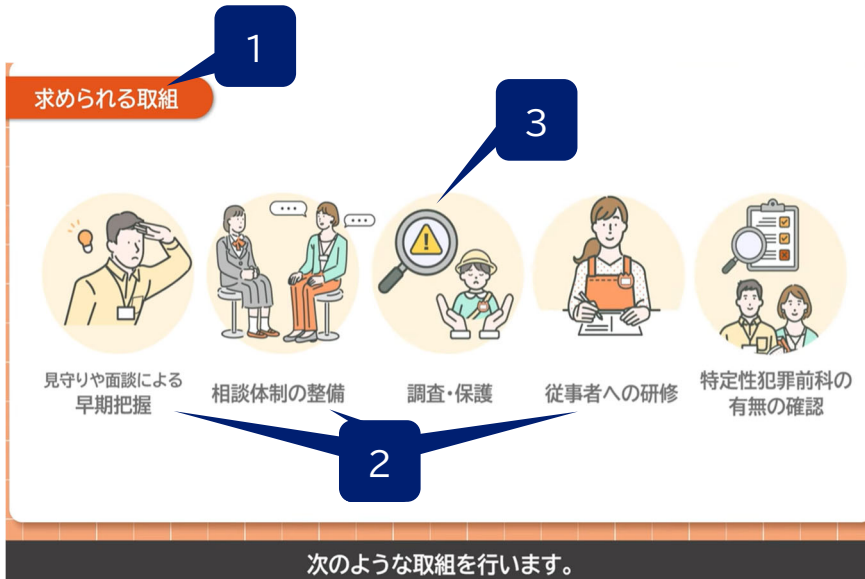 1
求められる取組
3
見守りや面談による
早期把握
相談体制の整備
調査・保護
従事者への研修
特定性犯罪前科の
有無の確認
2
次のような取組を行います。